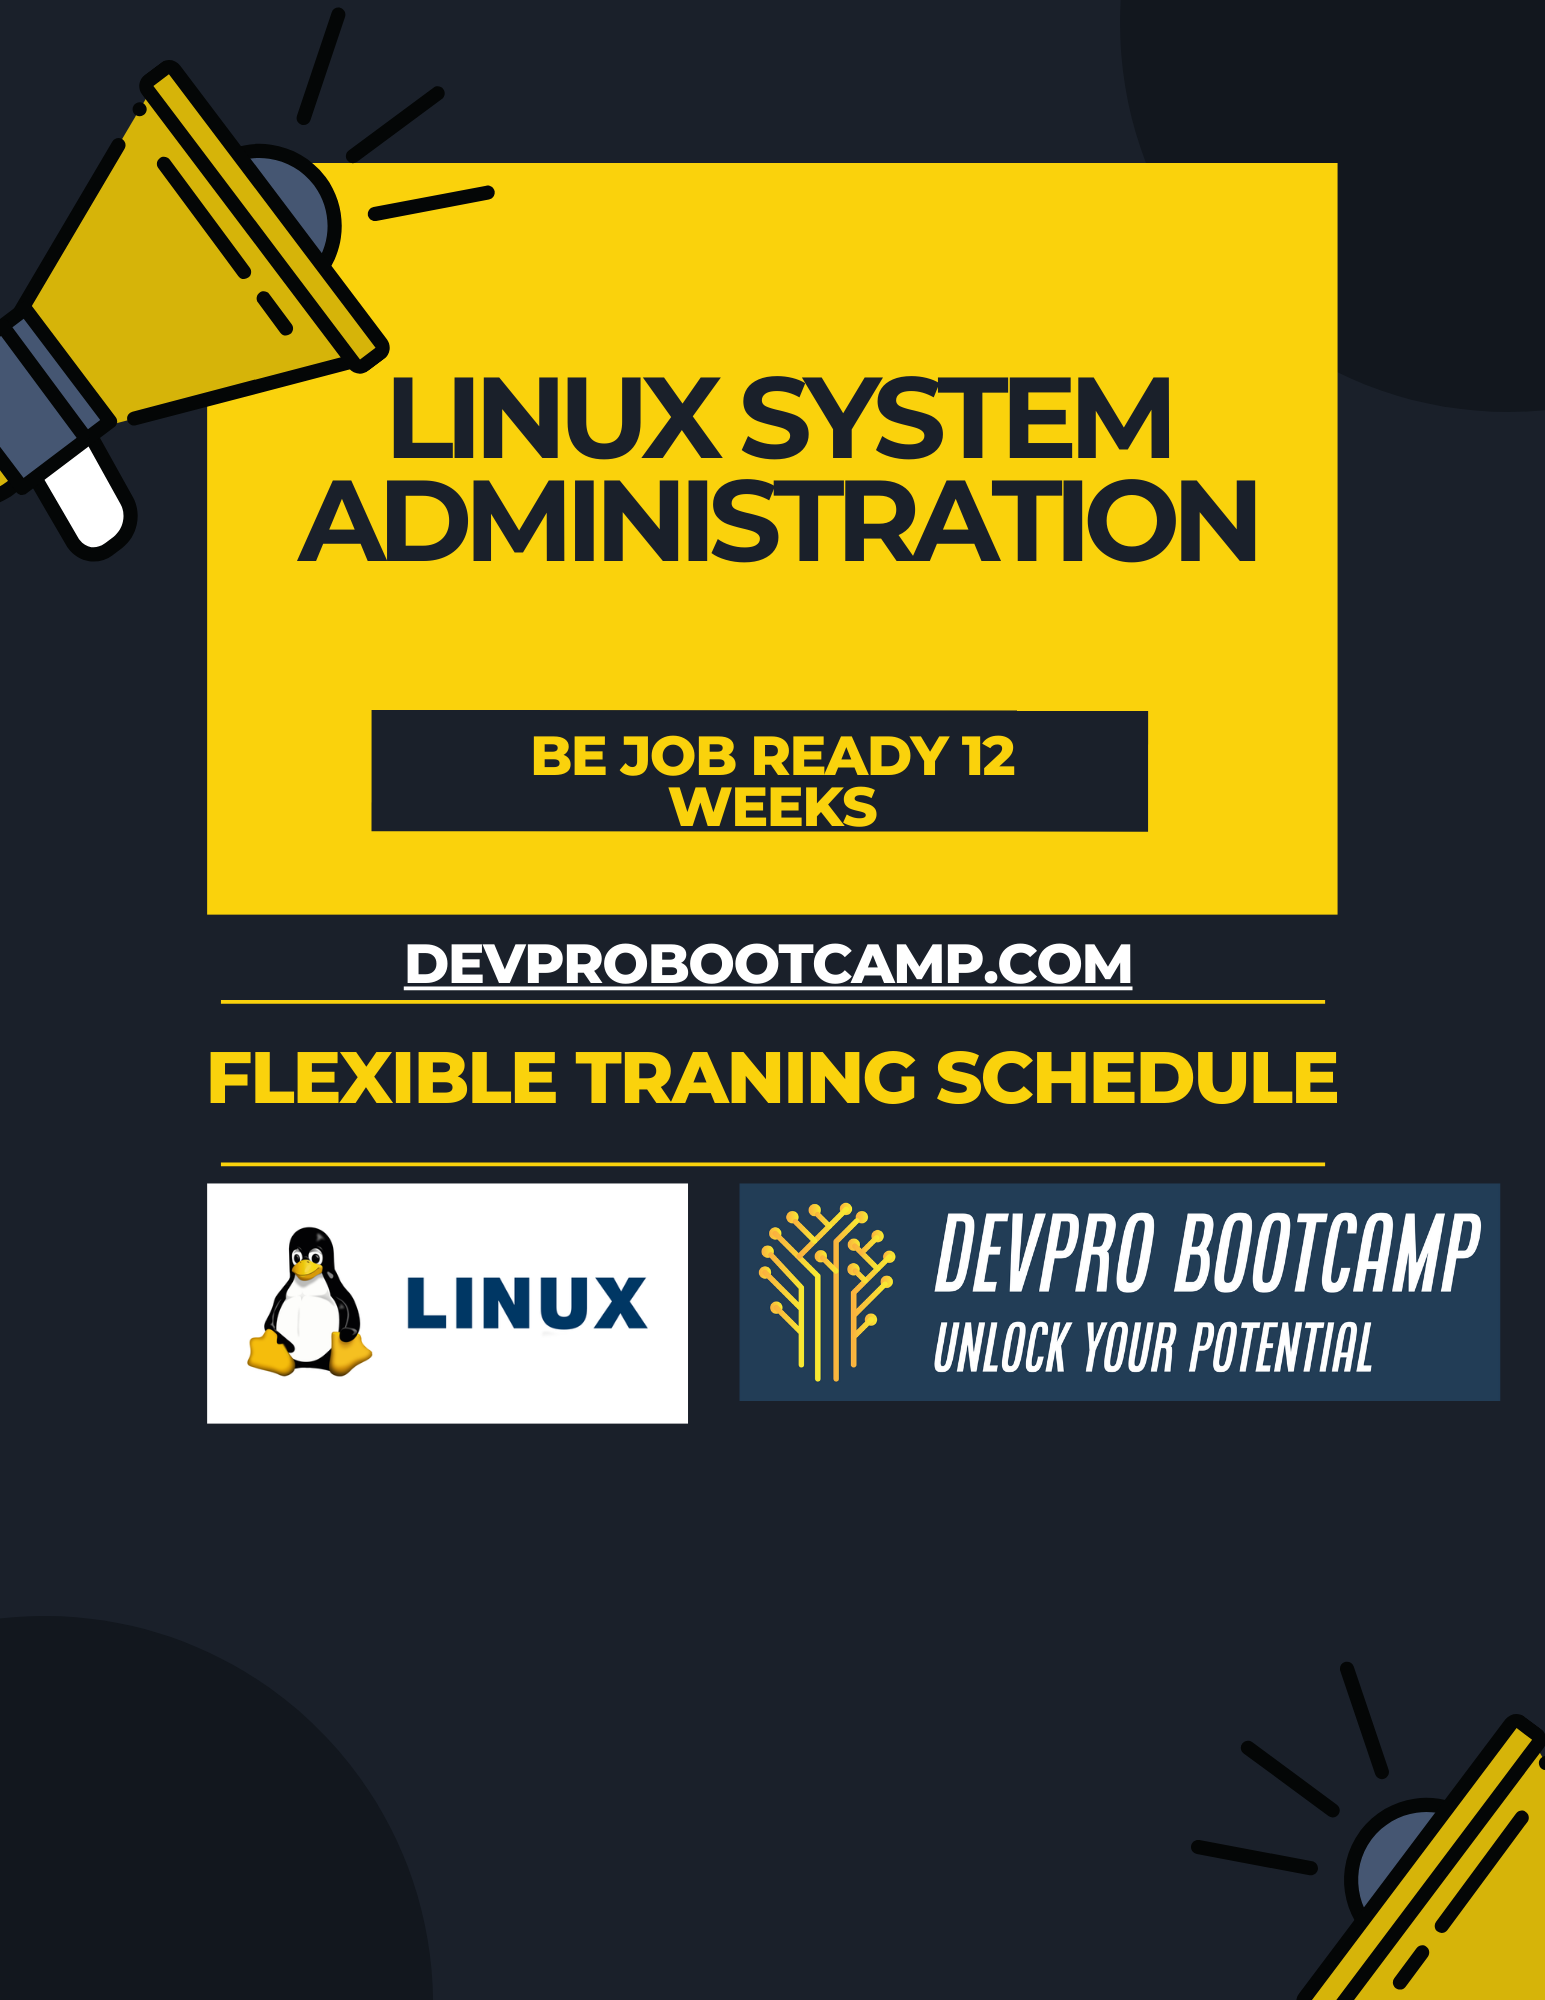 LINUX SYSTEM
ADMINISTRATION
BE JOB READY 12
WEEKS
DEVPROBOOTCAMP.COM
FLEXIBLE TRANING SCHEDULE
LINUX
DEVPRO BOOTCAMP
UNLOCK YOUR POTENTIAL